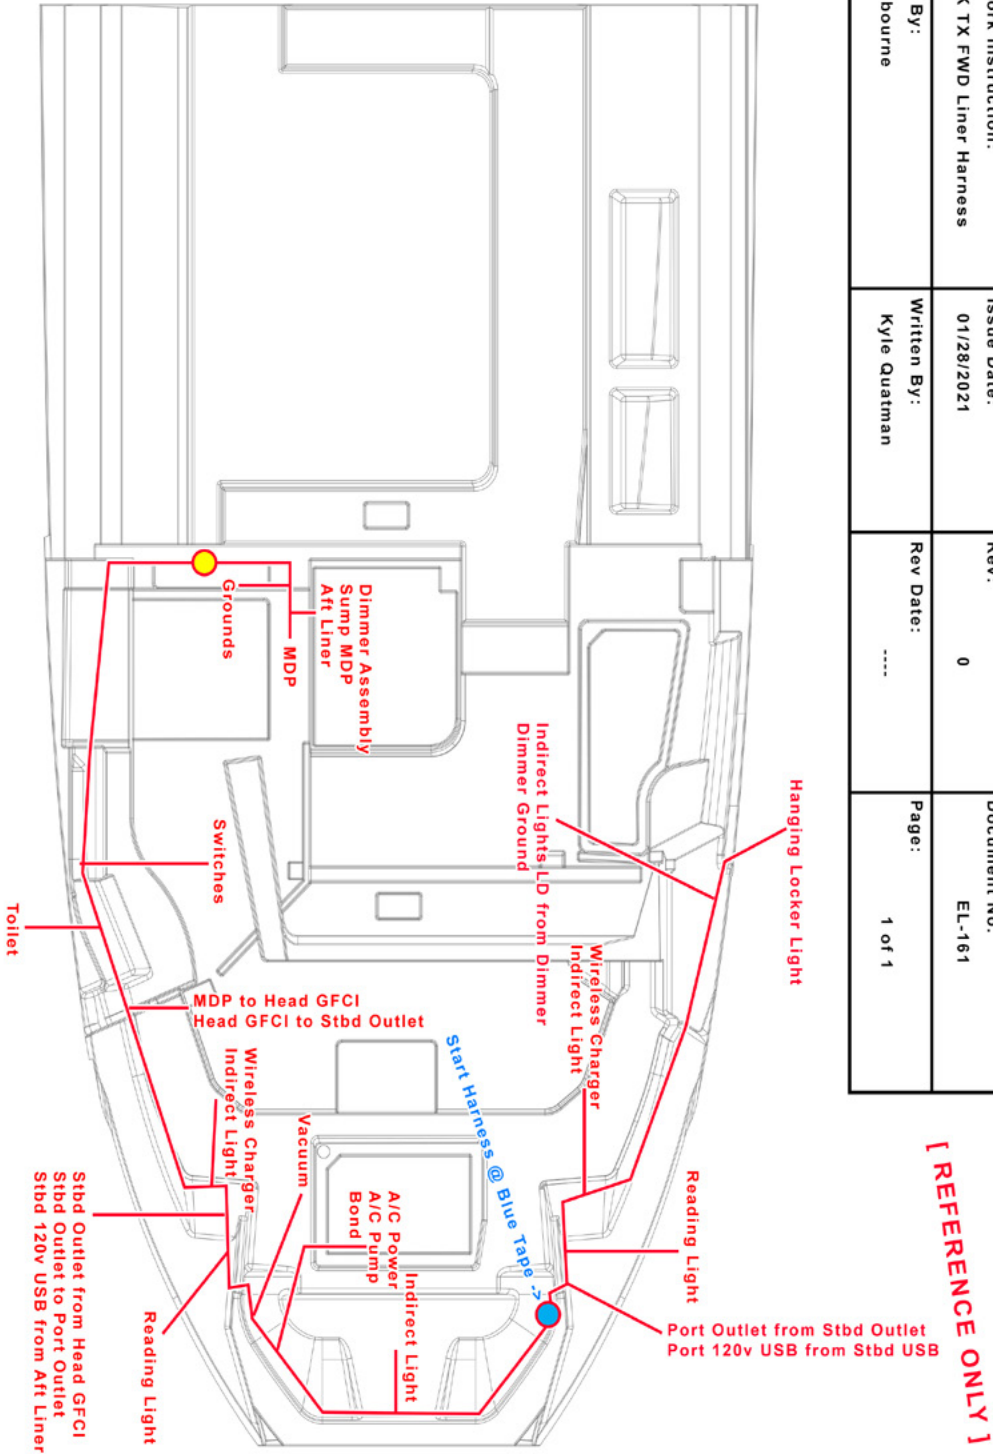 Issue Date:
01/28/2021
Rev:
0
Document No:
EL-161
TX FWD Liner Harness
By:
Written By:
Kyle Quatman
Rev Date:
----
Page:
1 of 1
[ REFERENCE ONLY ]
Hanging Locker Light
Indirect Lights LD from Dimmer
Dimmer Ground
Wireless Charger
Indirect Light
Reading Light
Port Outlet from Stbd Outlet
Port 120v USB from Stbd USB
Start Harness @ Blue Tape ->
Indirect Light
A/C Power
A/C Pump
Bond
Vacuum
Wireless Charger
Indirect Light
Reading Light
Stbd Outlet from Head GFCI
Stbd Outlet to Port Outlet
Stbd 120v USB from Aft Liner
MDP to Head GFCI
Head GFCI to Stbd Outlet
Toilet
Switches
Dimmer Assembly
Sump MDP
Aft Liner
MDP
Grounds